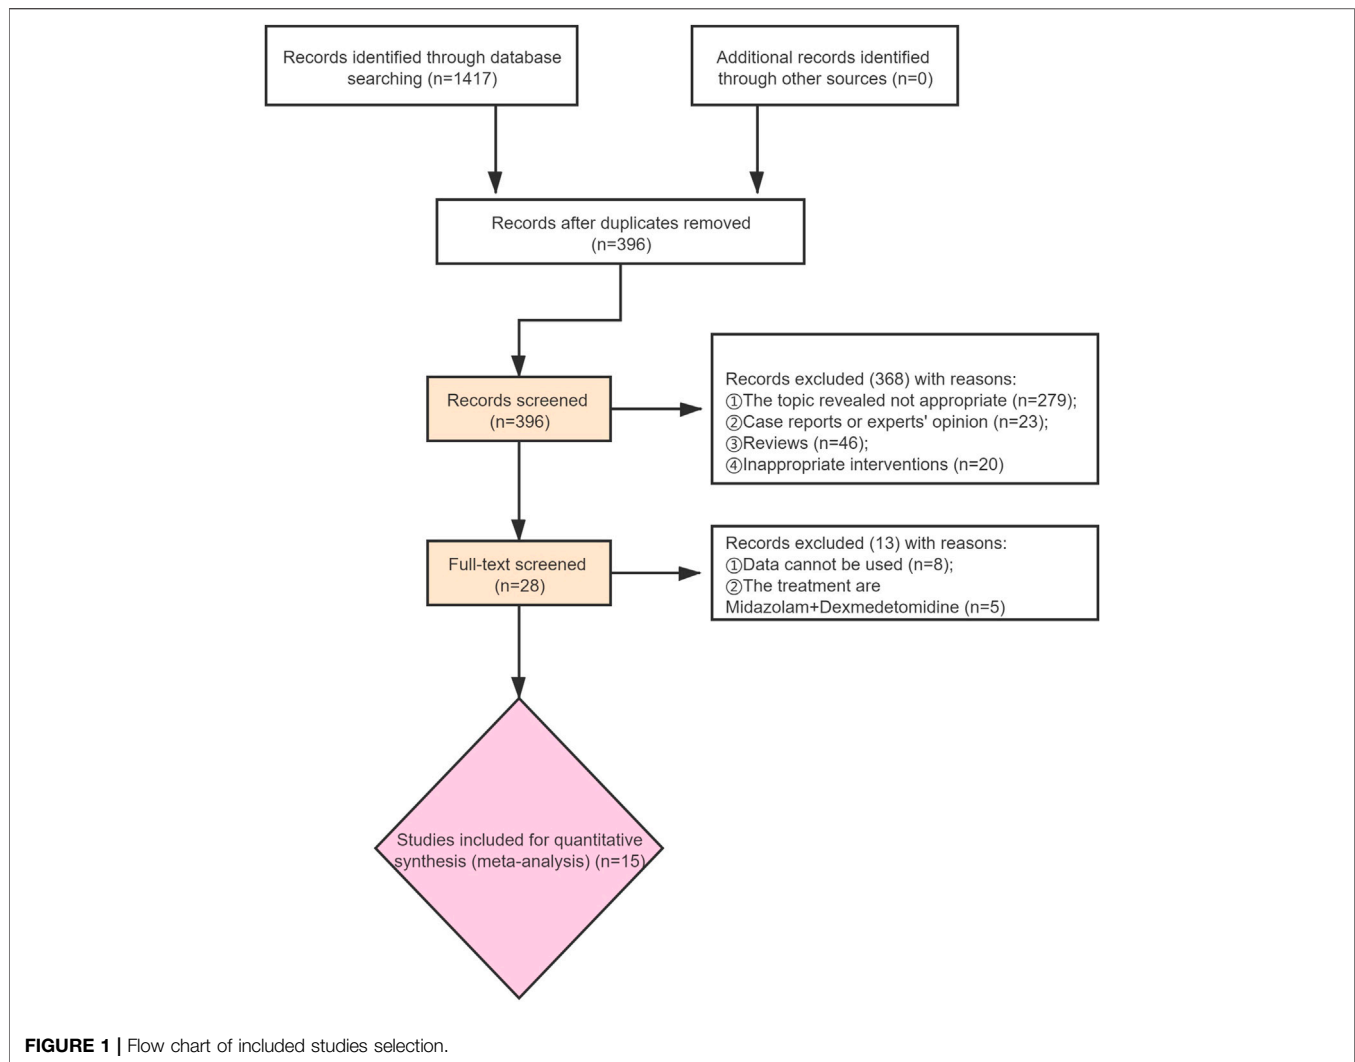 Records identified through database
searching (n=1417)
Additional records identified
through other sources (n=0)
Records after duplicates removed
(n=396)
Records screened
(n=396)
Records excluded (368) with reasons:
①The topic revealed not appropriate (n=279);
②Case reports or experts' opinion (n=23);
③Reviews (n=46);
④Inappropriate interventions (n=20)
Full-text screened
(n=28)
Records excluded (13) with reasons:
①Data cannot be used (n=8);
②The treatment are
Midazolam+Dexmedetomidine (n=5)
Studies included for quantitative
synthesis (meta-analysis) (n=15)
FIGURE 1 | Flow chart of included studies selection.